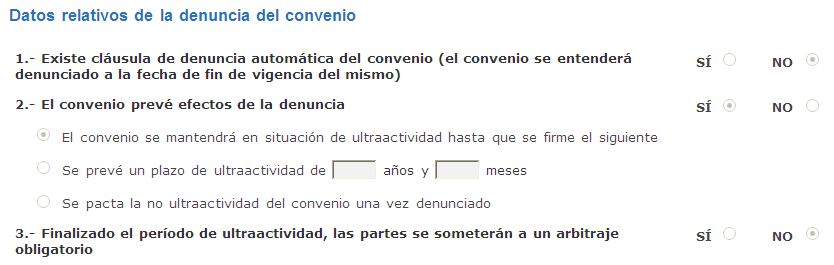 Datos relativos de la denuncia del convenio
1.- Existe cláusula de denuncia automática del convenio (el convenio se entenderá denunciado a la fecha de fin de vigencia del mismo) SÍ NO
2.- El convenio prevé efectos de la denuncia SÍ NO
El convenio se mantendrá en situación de ultraactividad hasta que se firme el siguiente
Se prevé un plazo de ultraactividad de años y meses
Se pacta la no ultraactividad del convenio una vez denunciado
3.- Finalizado el período de ultraactividad, las partes se someterán a un arbitraje obligatorio SÍ NO